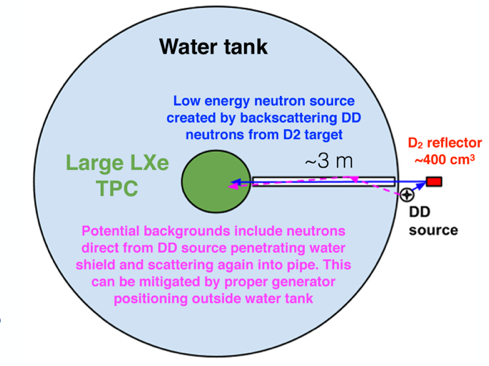 Water tank
Low energy neutron source
created by backscattering DD
neutrons from D2 target
D₂ reflector
~400 cm³
Large LXe
TPC
~3 m
DD
source
Potential backgrounds include neutrons
direct from DD source penetrating water
shield and scattering again into pipe. This
can be mitigated by proper generator
positioning outside water tank